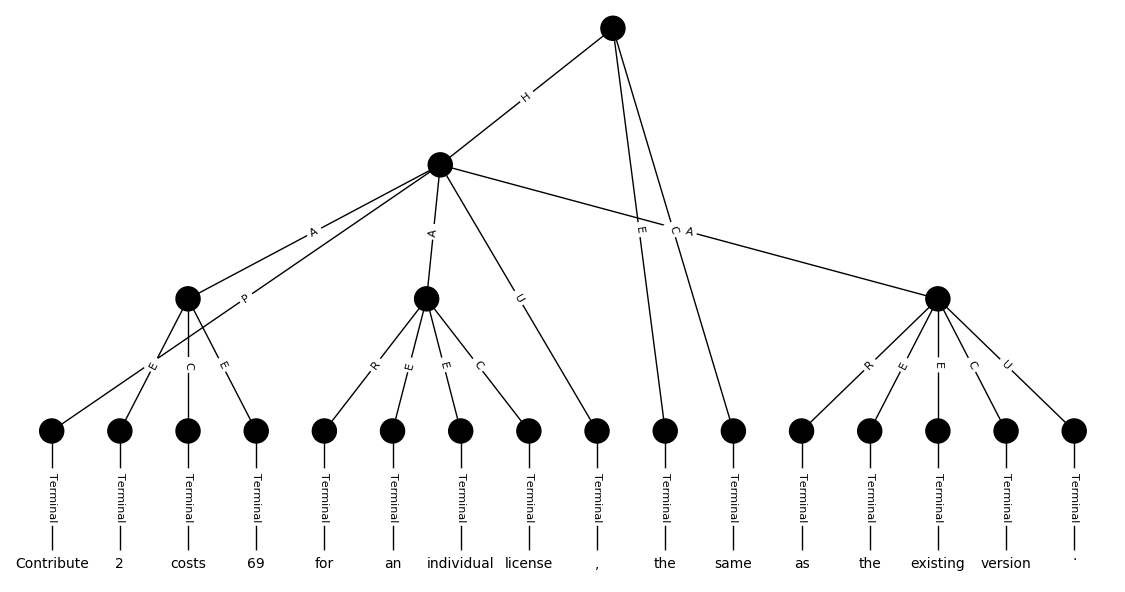 H
A P A U E C A
E C E R E E C R E E C U
Terminal Terminal Terminal Terminal Terminal Terminal Terminal Terminal Terminal Terminal Terminal Terminal Terminal Terminal Terminal Terminal
Contribute 2 costs 69 for an individual license , the same as the existing version .